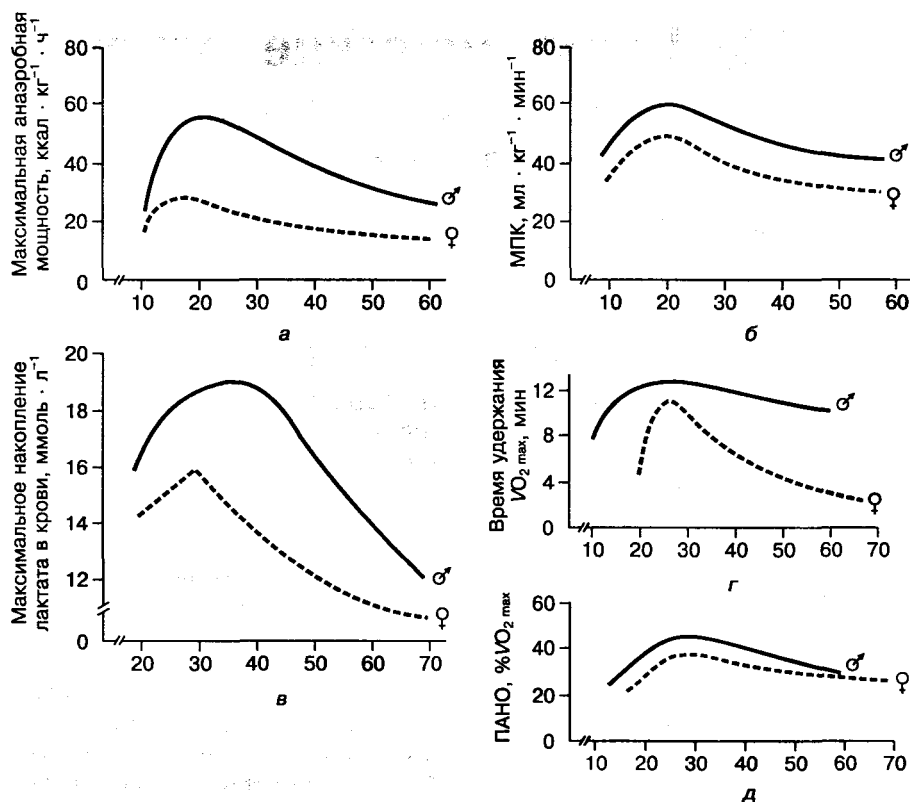 Максимальная анаэробная
мощность, ккал · кг⁻¹ · ч⁻¹
80
60
40
20
0
10 20 30 40 50 60
♂
♀
а
МПК, мл · кг⁻¹ · мин⁻¹
80
60
40
20
0
10 20 30 40 50 60
♂
♀
б
Максимальное накопление
лактата в крови, ммоль · л⁻¹
20
18
16
14
12
0
20 30 40 50 60 70
♂
♀
в
Время удержания
V̇O₂ max, мин
12
8
4
0
10 20 30 40 50 60 70
♂
♀
г
ПАНО, %V̇O₂ max
60
40
20
0
10 20 30 40 50 60 70
♂
♀
д